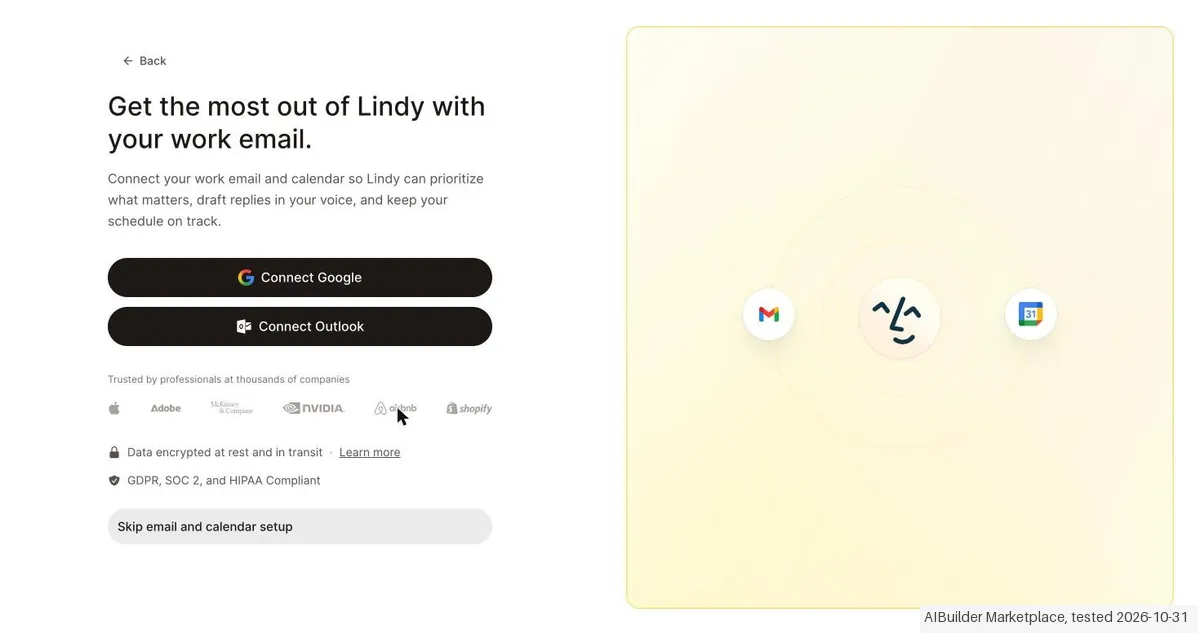 Back
Get the most out of Lindy with
your work email.
Connect your work email and calendar so Lindy can prioritize
what matters, draft replies in your voice, and keep your
schedule on track.
Connect Google
Connect Outlook
Trusted by professionals at thousands of companies
Adobe
McKinsey
& Company
NVIDIA
airbnb
shopify
Data encrypted at rest and in transit · Learn more
GDPR, SOC 2, and HIPAA Compliant
Skip email and calendar setup
31
AIBuilder Marketplace, tested 2026-10-31